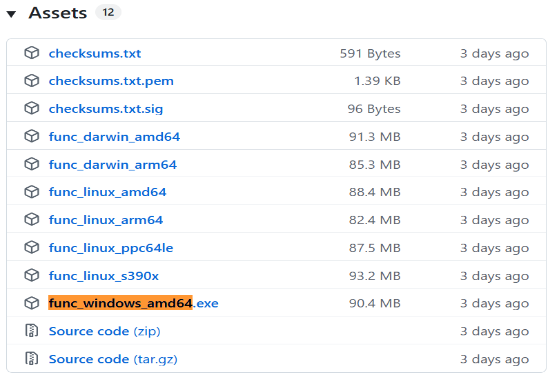 Assets 12
checksums.txt 591 Bytes 3 days ago
checksums.txt.pem 1.39 KB 3 days ago
checksums.txt.sig 96 Bytes 3 days ago
func_darwin_amd64 91.3 MB 3 days ago
func_darwin_arm64 85.3 MB 3 days ago
func_linux_amd64 88.4 MB 3 days ago
func_linux_arm64 82.4 MB 3 days ago
func_linux_ppc64le 87.5 MB 3 days ago
func_linux_s390x 93.2 MB 3 days ago
func_windows_amd64.exe 90.4 MB 3 days ago
Source code (zip) 3 days ago
Source code (tar.gz) 3 days ago